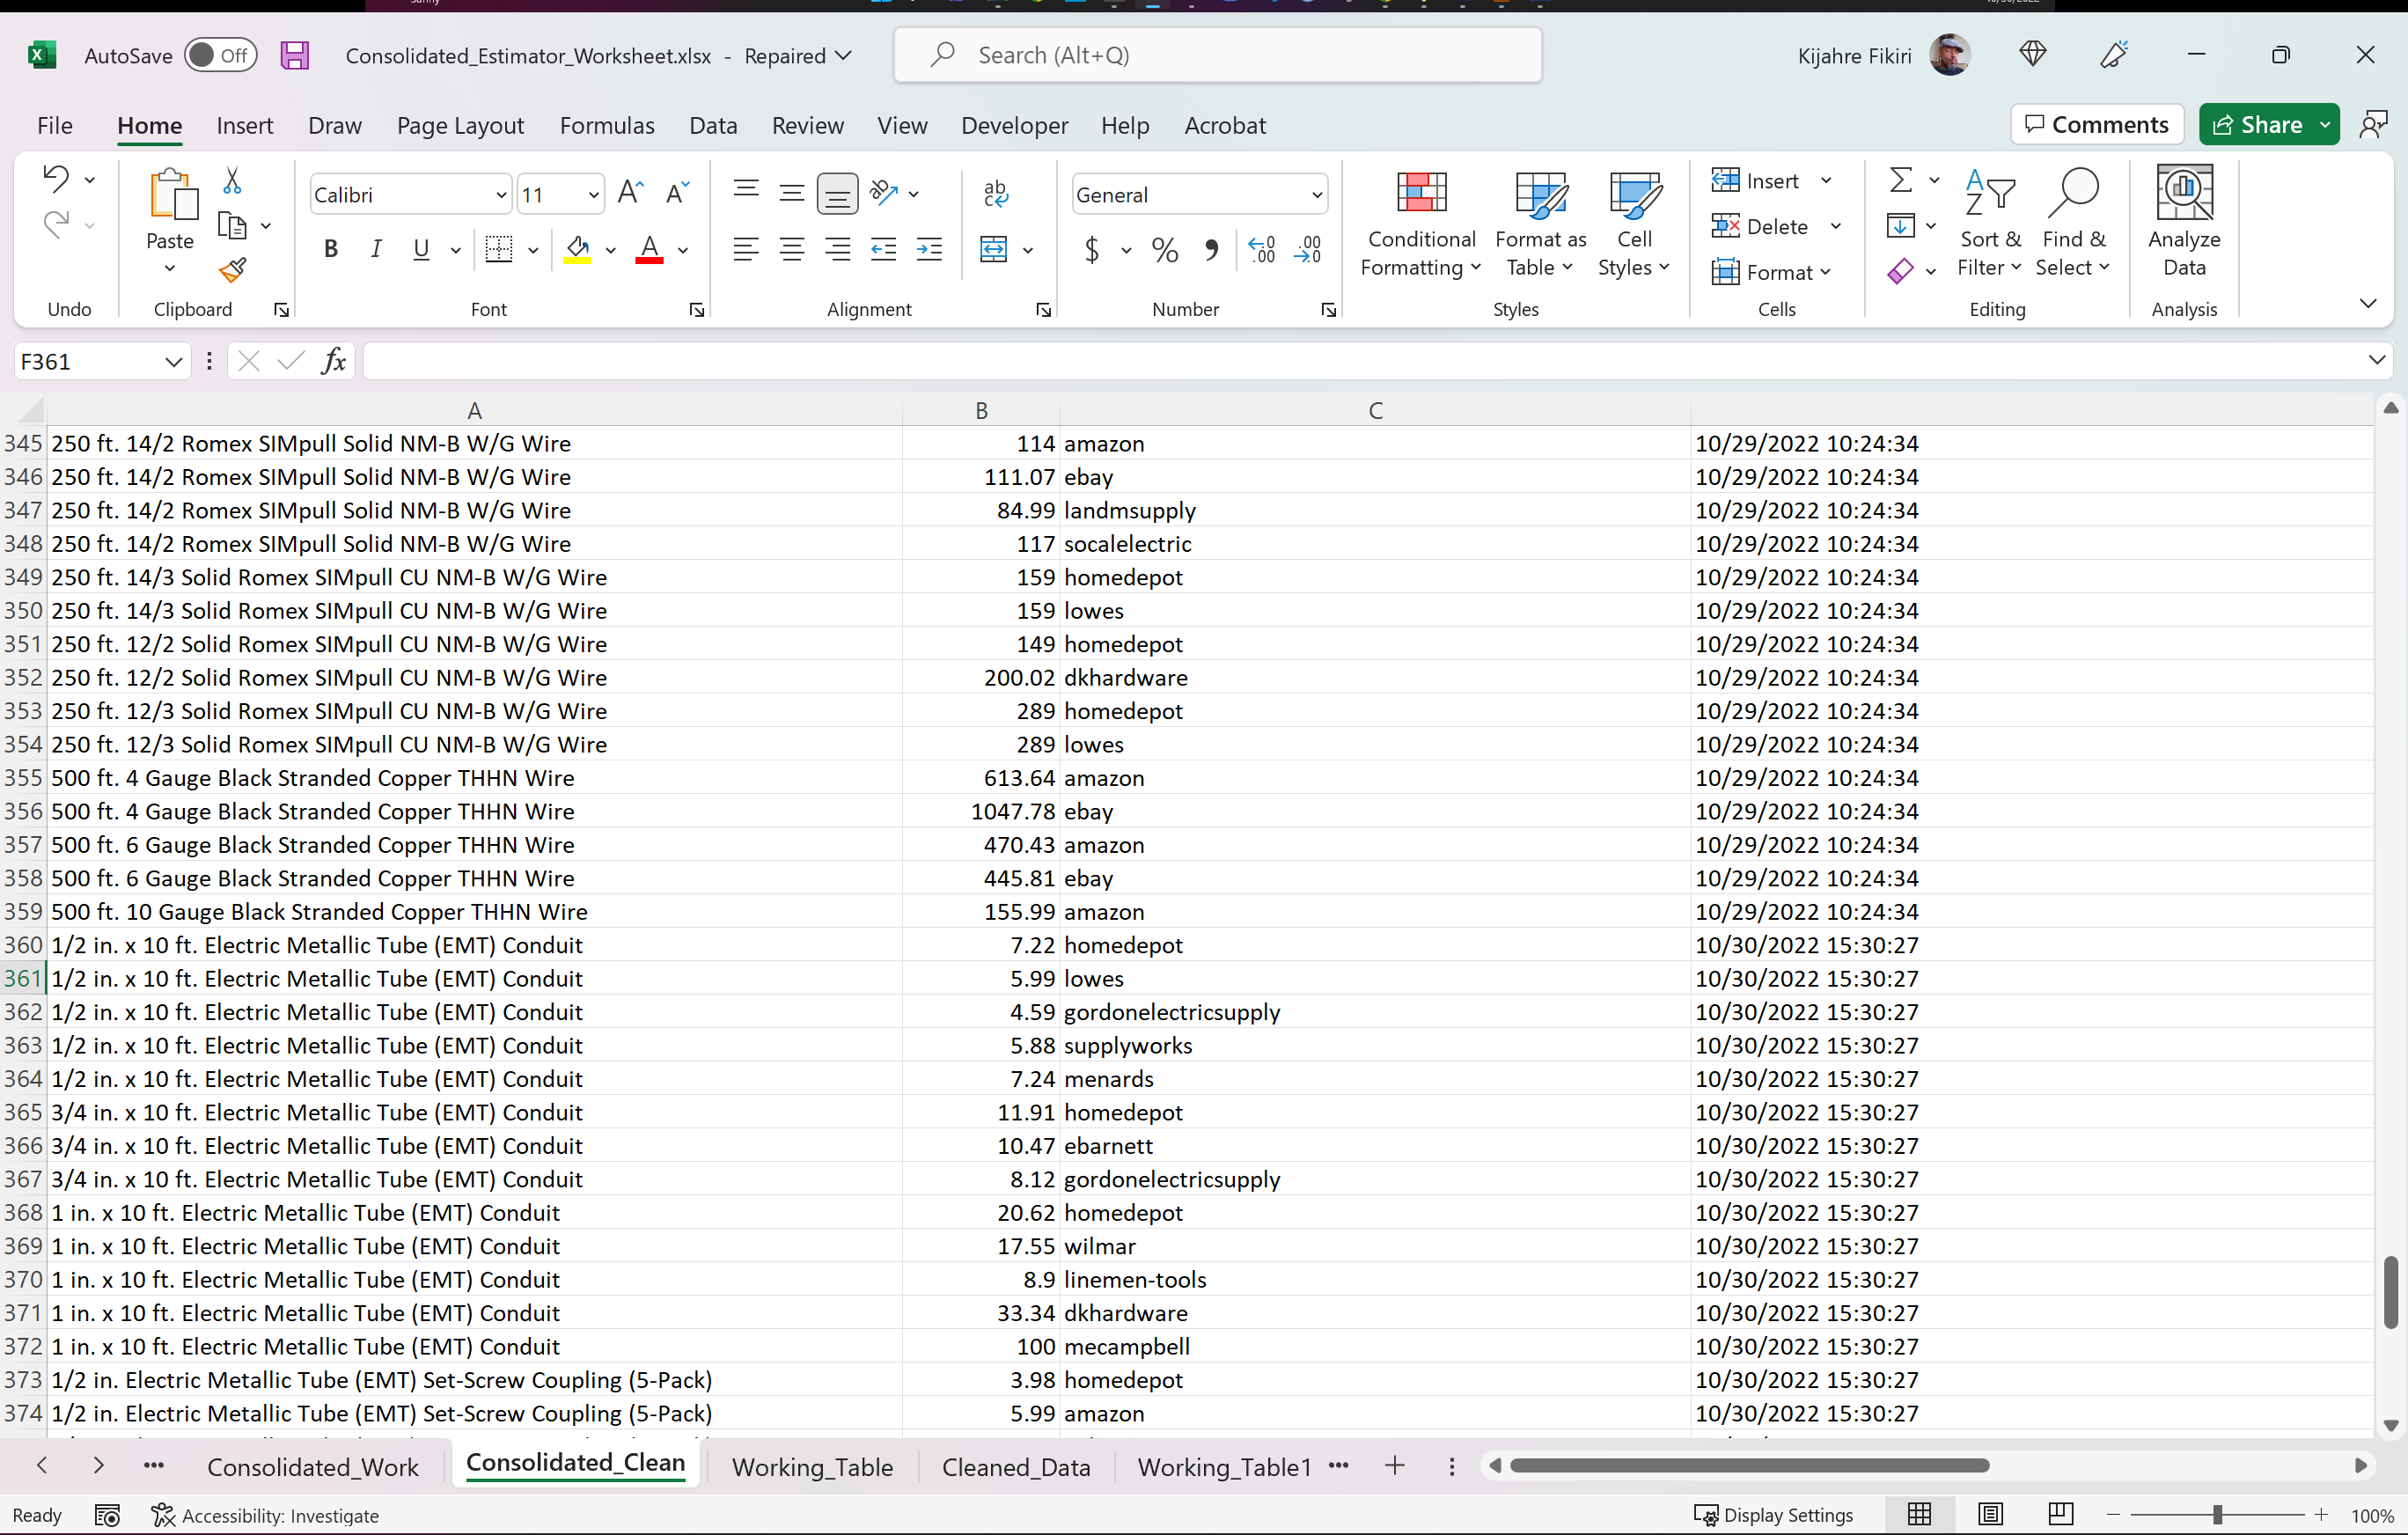 AutoSave Off Consolidated_Estimator_Worksheet.xlsx - Repaired Search (Alt+Q) Kijahre Fikiri
File Home Insert Draw Page Layout Formulas Data Review View Developer Help Acrobat Comments Share
Paste
Calibri 11
B I U A
ab
General
$ % , .00 .00
Conditional Formatting
Format as Table
Cell Styles
Insert
Delete
Format
Sort & Filter
Find & Select
Analyze Data
Undo Clipboard Font Alignment Number Styles Cells Editing Analysis
F361 fx
A B C
345 250 ft. 14/2 Romex SIMpull Solid NM-B W/G Wire 114 amazon 10/29/2022 10:24:34
346 250 ft. 14/2 Romex SIMpull Solid NM-B W/G Wire 111.07 ebay 10/29/2022 10:24:34
347 250 ft. 14/2 Romex SIMpull Solid NM-B W/G Wire 84.99 landmsupply 10/29/2022 10:24:34
348 250 ft. 14/2 Romex SIMpull Solid NM-B W/G Wire 117 socalelectric 10/29/2022 10:24:34
349 250 ft. 14/3 Solid Romex SIMpull CU NM-B W/G Wire 159 homedepot 10/29/2022 10:24:34
350 250 ft. 14/3 Solid Romex SIMpull CU NM-B W/G Wire 159 lowes 10/29/2022 10:24:34
351 250 ft. 12/2 Solid Romex SIMpull CU NM-B W/G Wire 149 homedepot 10/29/2022 10:24:34
352 250 ft. 12/2 Solid Romex SIMpull CU NM-B W/G Wire 200.02 dkhardware 10/29/2022 10:24:34
353 250 ft. 12/3 Solid Romex SIMpull CU NM-B W/G Wire 289 homedepot 10/29/2022 10:24:34
354 250 ft. 12/3 Solid Romex SIMpull CU NM-B W/G Wire 289 lowes 10/29/2022 10:24:34
355 500 ft. 4 Gauge Black Stranded Copper THHN Wire 613.64 amazon 10/29/2022 10:24:34
356 500 ft. 4 Gauge Black Stranded Copper THHN Wire 1047.78 ebay 10/29/2022 10:24:34
357 500 ft. 6 Gauge Black Stranded Copper THHN Wire 470.43 amazon 10/29/2022 10:24:34
358 500 ft. 6 Gauge Black Stranded Copper THHN Wire 445.81 ebay 10/29/2022 10:24:34
359 500 ft. 10 Gauge Black Stranded Copper THHN Wire 155.99 amazon 10/29/2022 10:24:34
360 1/2 in. x 10 ft. Electric Metallic Tube (EMT) Conduit 7.22 homedepot 10/30/2022 15:30:27
361 1/2 in. x 10 ft. Electric Metallic Tube (EMT) Conduit 5.99 lowes 10/30/2022 15:30:27
362 1/2 in. x 10 ft. Electric Metallic Tube (EMT) Conduit 4.59 gordonelectricsupply 10/30/2022 15:30:27
363 1/2 in. x 10 ft. Electric Metallic Tube (EMT) Conduit 5.88 supplyworks 10/30/2022 15:30:27
364 1/2 in. x 10 ft. Electric Metallic Tube (EMT) Conduit 7.24 menards 10/30/2022 15:30:27
365 3/4 in. x 10 ft. Electric Metallic Tube (EMT) Conduit 11.91 homedepot 10/30/2022 15:30:27
366 3/4 in. x 10 ft. Electric Metallic Tube (EMT) Conduit 10.47 ebarnett 10/30/2022 15:30:27
367 3/4 in. x 10 ft. Electric Metallic Tube (EMT) Conduit 8.12 gordonelectricsupply 10/30/2022 15:30:27
368 1 in. x 10 ft. Electric Metallic Tube (EMT) Conduit 20.62 homedepot 10/30/2022 15:30:27
369 1 in. x 10 ft. Electric Metallic Tube (EMT) Conduit 17.55 wilmar 10/30/2022 15:30:27
370 1 in. x 10 ft. Electric Metallic Tube (EMT) Conduit 8.9 linemen-tools 10/30/2022 15:30:27
371 1 in. x 10 ft. Electric Metallic Tube (EMT) Conduit 33.34 dkhardware 10/30/2022 15:30:27
372 1 in. x 10 ft. Electric Metallic Tube (EMT) Conduit 100 mecampbell 10/30/2022 15:30:27
373 1/2 in. Electric Metallic Tube (EMT) Set-Screw Coupling (5-Pack) 3.98 homedepot 10/30/2022 15:30:27
374 1/2 in. Electric Metallic Tube (EMT) Set-Screw Coupling (5-Pack) 5.99 amazon 10/30/2022 15:30:27
Consolidated_Work Consolidated_Clean Working_Table Cleaned_Data Working_Table1
Ready Accessibility: Investigate Display Settings 100%